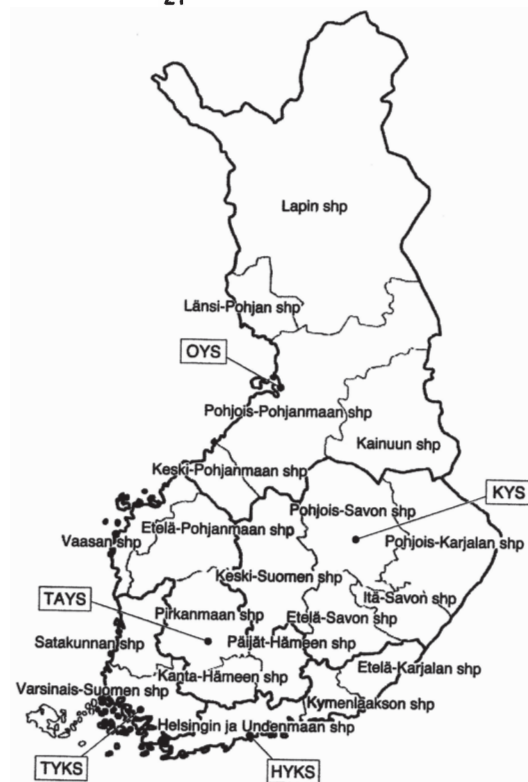 21
Lapin shp
Länsi-Pohjan shp
OYS
Pohjois-Pohjanmaan shp
Kainuun shp
Keski-Pohjanmaan shp
KYS
Pohjois-Savon shp
Etelä-Pohjanmaan shp
Vaasan shp
Pohjois-Karjalan shp
Keski-Suomen shp
TAYS
Itä-Savon shp
Pirkanmaan shp
Etelä-Savon shp
Satakunnan shp
Päijät-Hämeen shp
Etelä-Karjalan shp
Kanta-Hämeen shp
Varsinais-Suomen shp
Kymenlaakson shp
Helsingin ja Uudenmaan shp
TYKS
HYKS